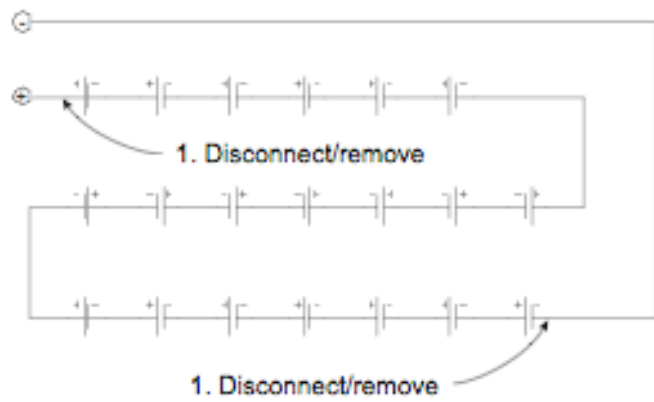 -
+
+ - + - + - + - + - + -
1. Disconnect/remove
- + - + - + - + - + - + - +
+ - + - + - + - + - + - + -
1. Disconnect/remove